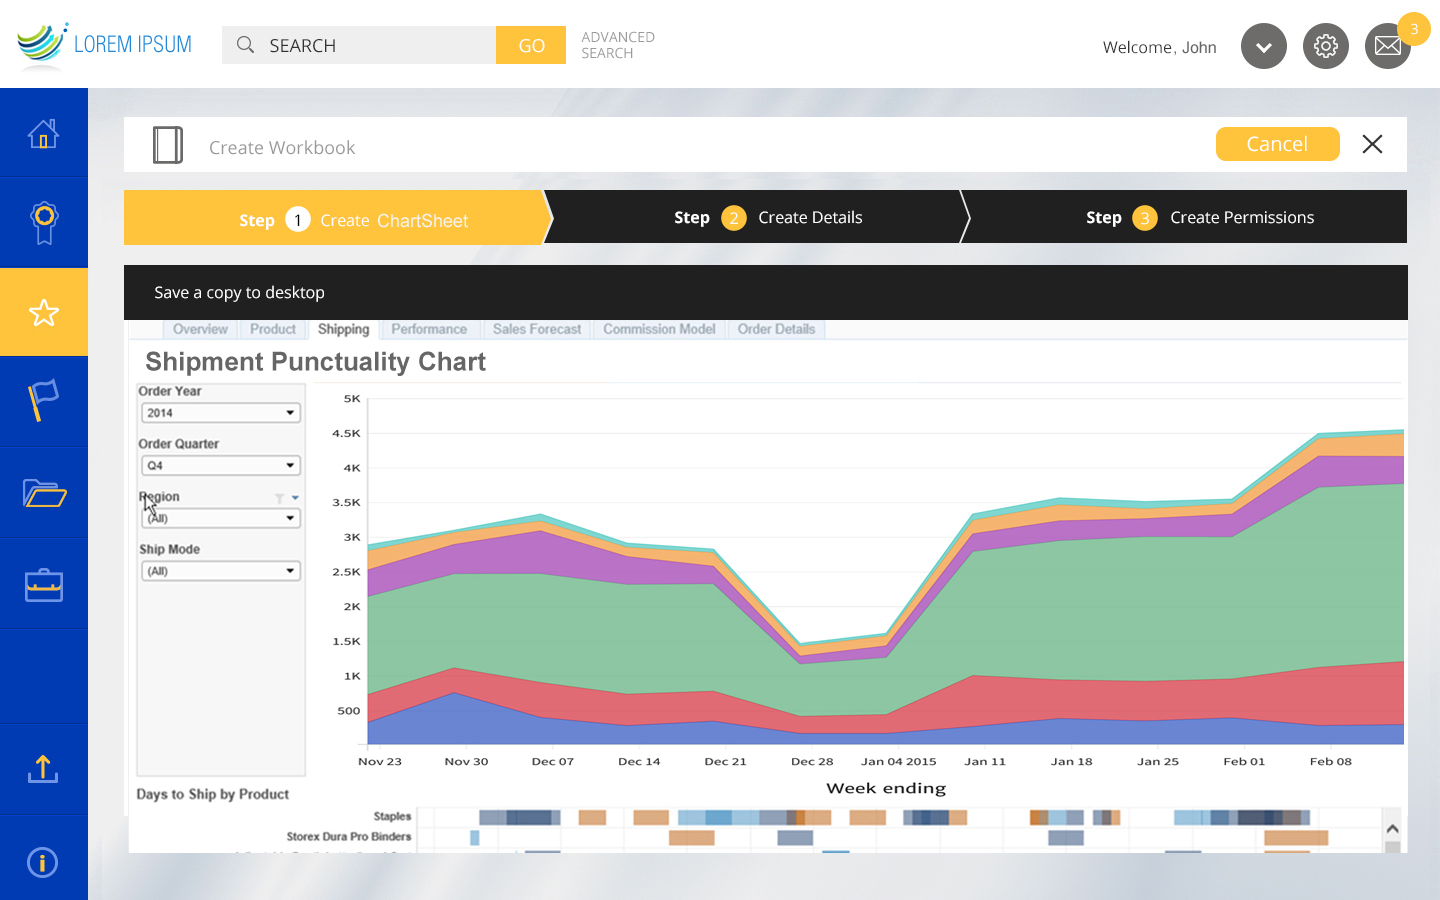 LOREM IPSUM
SEARCH
GO
ADVANCED
SEARCH
Welcome, John
3
Create Workbook
Cancel
Step 1 Create ChartSheet
Step 2 Create Details
Step 3 Create Permissions
Save a copy to desktop
Overview Product Shipping Performance Sales Forecast Commission Model Order Details
Shipment Punctuality Chart
Order Year
2014
Order Quarter
Q4
Region
(All)
Ship Mode
(All)
5K
4.5K
4K
3.5K
3K
2.5K
2K
1.5K
1K
500
Nov 23 Nov 30 Dec 07 Dec 14 Dec 21 Dec 28 Jan 04 2015 Jan 11 Jan 18 Jan 25 Feb 01 Feb 08
Week ending
Days to Ship by Product
Staples
Storex Dura Pro Binders